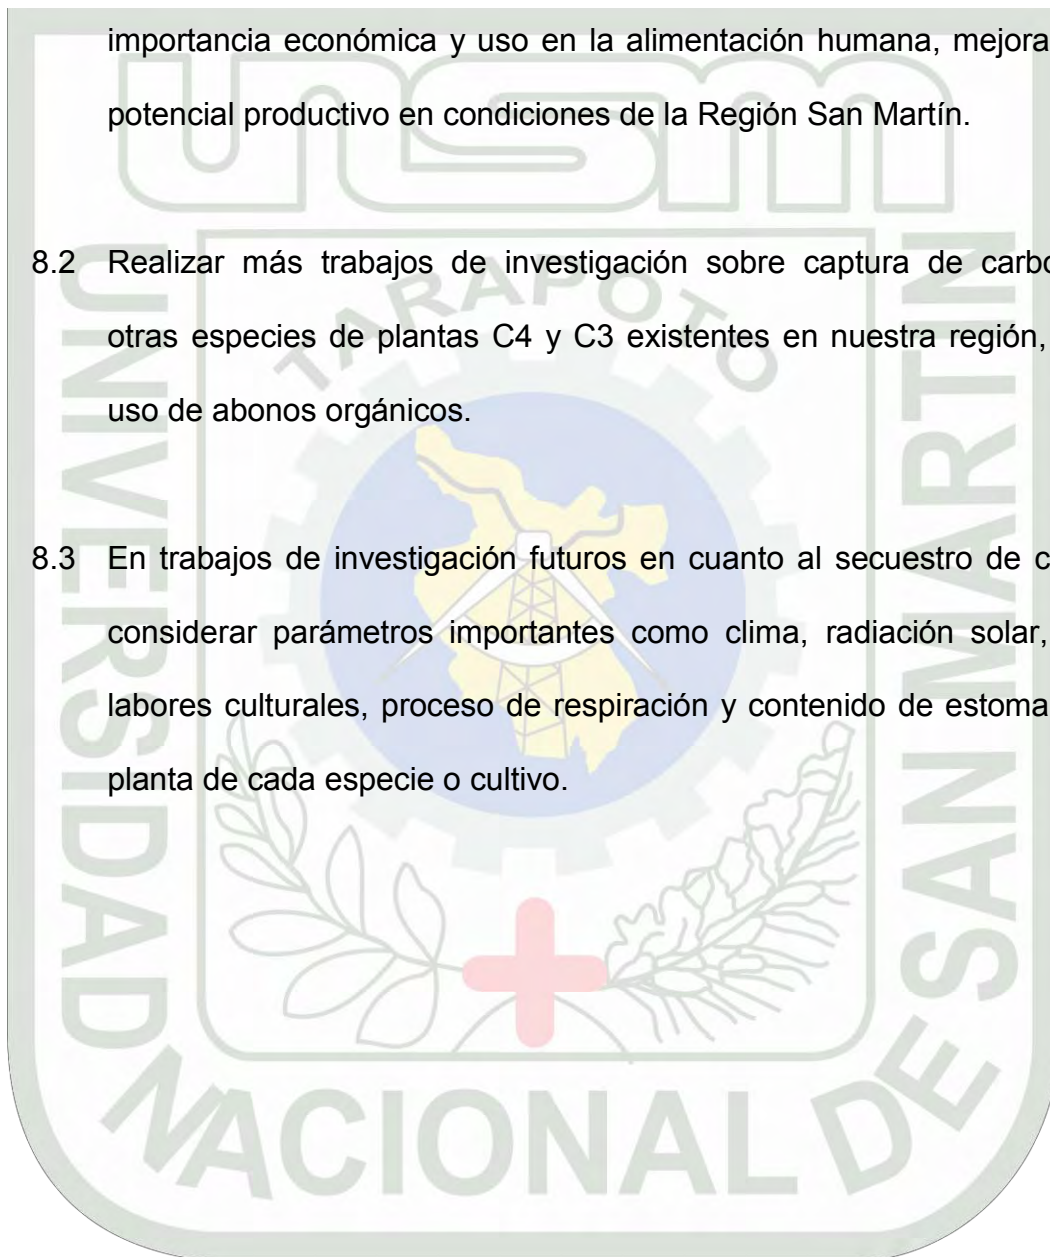 importancia económica y uso en la alimentación humana, mejora
potencial productivo en condiciones de la Región San Martín.
8.2 Realizar más trabajos de investigación sobre captura de carbo
otras especies de plantas C4 y C3 existentes en nuestra región,
uso de abonos orgánicos.
8.3 En trabajos de investigación futuros en cuanto al secuestro de c
considerar parámetros importantes como clima, radiación solar,
labores culturales, proceso de respiración y contenido de estoma
planta de cada especie o cultivo.
unsm
TARAPOTO
UNIVERSIDAD
NACIONAL DE
SAN MARTIN